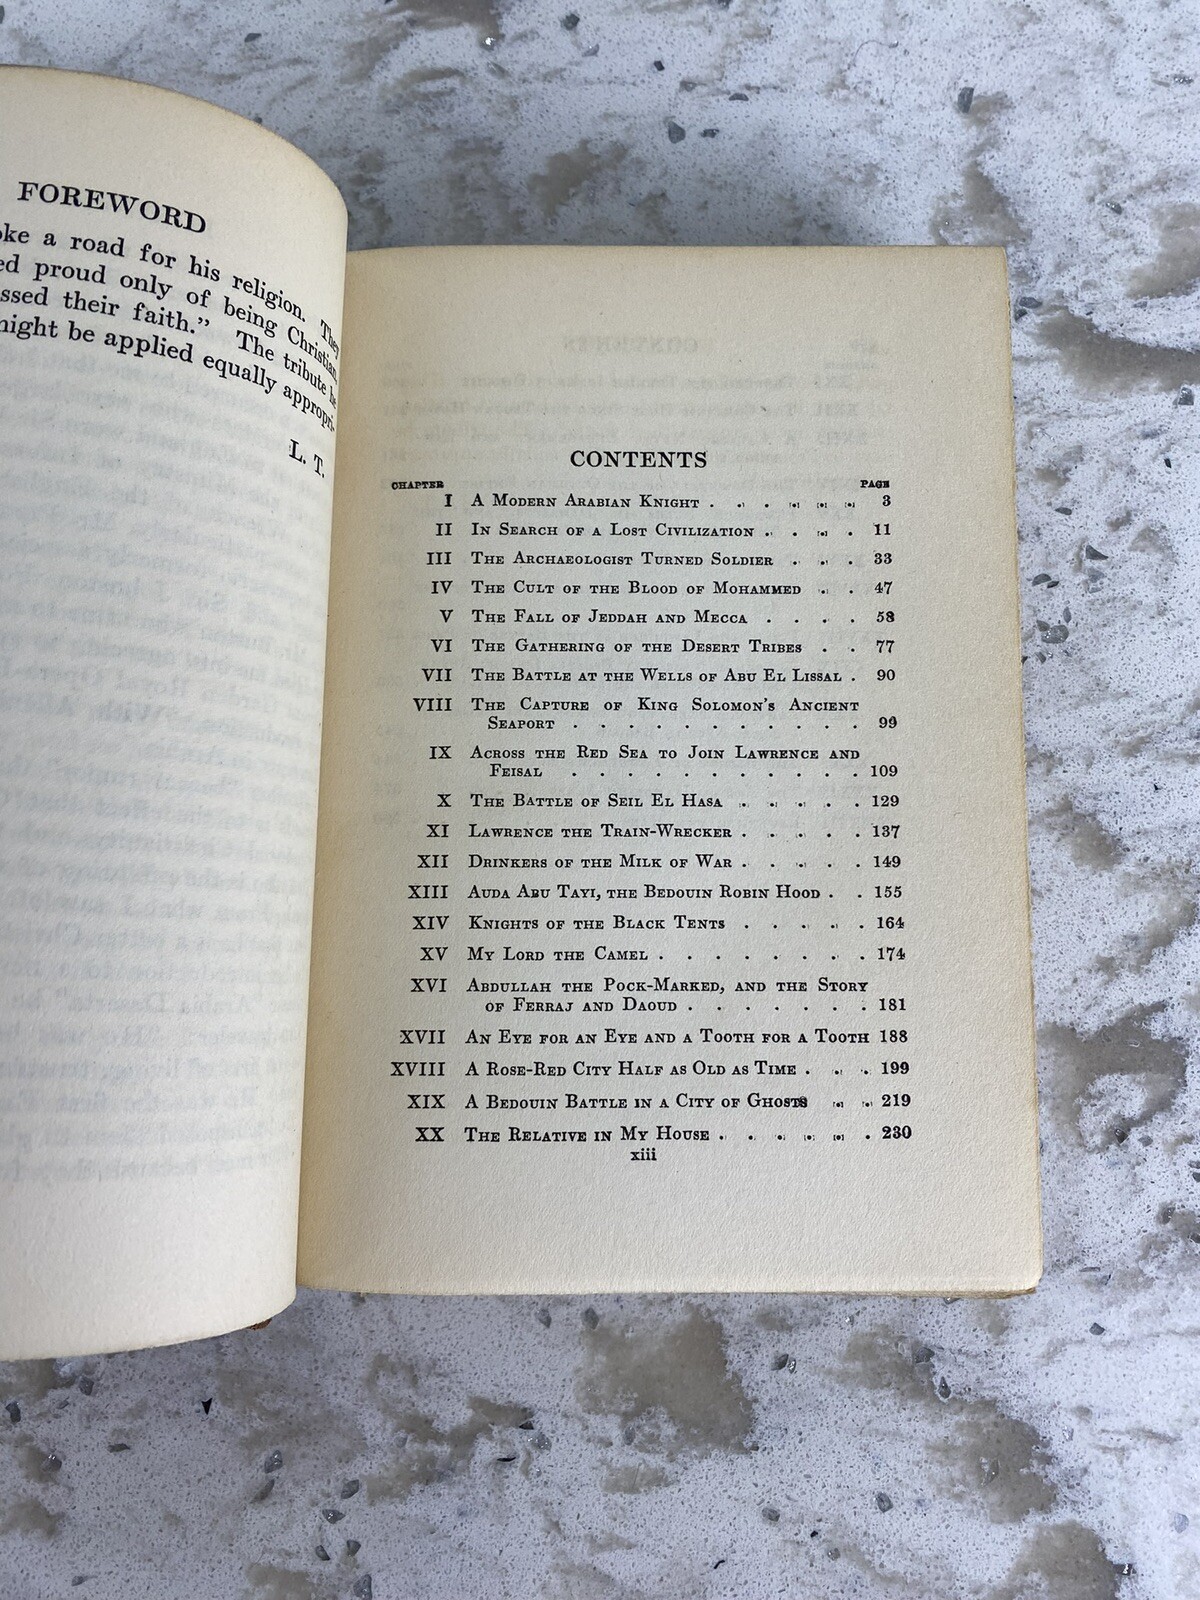 FOREWORD
oke a road for his religion. They
ed proud only of being Christian
ssed their faith.” The tribute he
might be applied equally appropri-
L. T.
CONTENTS
CHAPTER PAGE
I A Modern Arabian Knight . . . . . . 3
II In Search of a Lost Civilization . . . . 11
III The Archaeologist Turned Soldier . . . 33
IV The Cult of the Blood of Mohammed . . 47
V The Fall of Jeddah and Mecca . . . . 58
VI The Gathering of the Desert Tribes . . 77
VII The Battle at the Wells of Abu El Lissal . 90
VIII The Capture of King Solomon's Ancient
Seaport . . . . . . . . . . . 99
IX Across the Red Sea to Join Lawrence and
Feisal . . . . . . . . . . . 109
X The Battle of Seil El Hasa . . . . . 129
XI Lawrence the Train-Wrecker . . . . . 137
XII Drinkers of the Milk of War . . . . . 149
XIII Auda Abu Tayi, the Bedouin Robin Hood . . 155
XIV Knights of the Black Tents . . . . . 164
XV My Lord the Camel . . . . . . . . 174
XVI Abdullah the Pock-Marked, and the Story
of Ferraj and Daoud . . . . . . . 181
XVII An Eye for an Eye and a Tooth for a Tooth 188
XVIII A Rose-Red City Half as Old as Time . . . 199
XIX A Bedouin Battle in a City of Ghosts . . 219
XX The Relative in My House . . . . . . 230
xiii